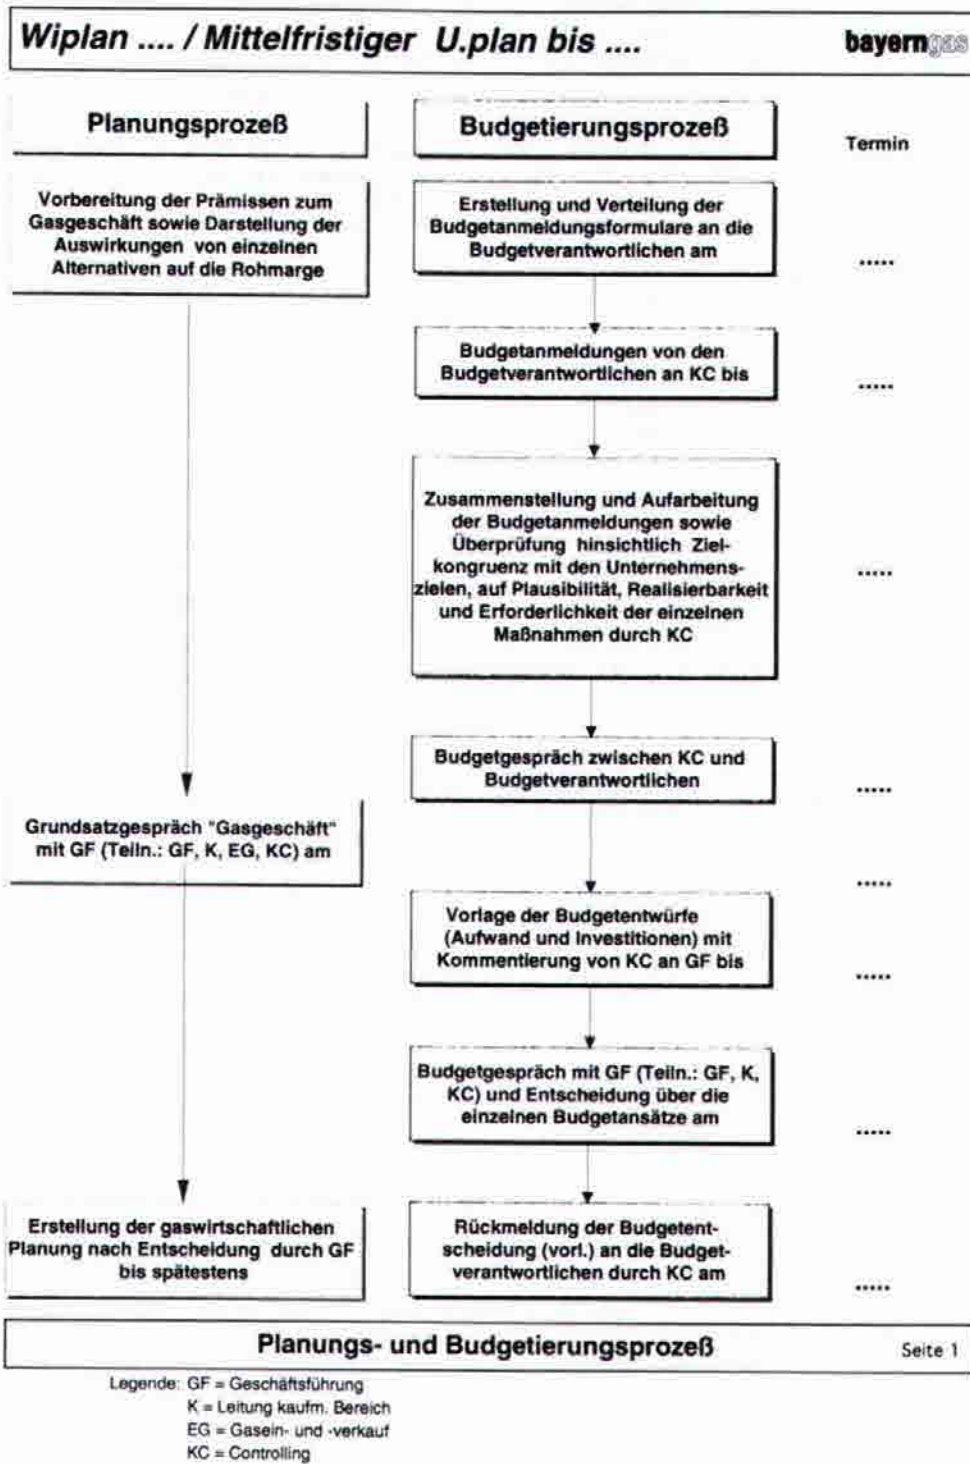 Wiplan .... / Mittelfristiger U.plan bis ....
bayerngas
Planungsprozeß
Budgetierungsprozeß
Termin
Vorbereitung der Prämissen zum
Gasgeschäft sowie Darstellung der
Auswirkungen von einzelnen
Alternativen auf die Rohmarge
Erstellung und Verteilung der
Budgetanmeldungsformulare an die
Budgetverantwortlichen am
.....
Budgetanmeldungen von den
Budgetverantwortlichen an KC bis
.....
Zusammenstellung und Aufarbeitung
der Budgetanmeldungen sowie
Überprüfung hinsichtlich Ziel-
kongruenz mit den Unternehmens-
zielen, auf Plausibilität, Realisierbarkeit
und Erforderlichkeit der einzelnen
Maßnahmen durch KC
.....
Budgetgespräch zwischen KC und
Budgetverantwortlichen
.....
Grundsatzgespräch "Gasgeschäft"
mit GF (Teiln.: GF, K, EG, KC) am
.....
Vorlage der Budgetentwürfe
(Aufwand und Investitionen) mit
Kommentierung von KC an GF bis
.....
Budgetgespräch mit GF (Teiln.: GF, K,
KC) und Entscheidung über die
einzelnen Budgetansätze am
.....
Erstellung der gaswirtschaftlichen
Planung nach Entscheidung durch GF
bis spätestens
Rückmeldung der Budgetent-
scheidung (vorl.) an die Budget-
verantwortlichen durch KC am
.....
Planungs- und Budgetierungsprozeß
Seite 1
Legende: GF = Geschäftsführung
K = Leitung kaufm. Bereich
EG = Gasein- und -verkauf
KC = Controlling